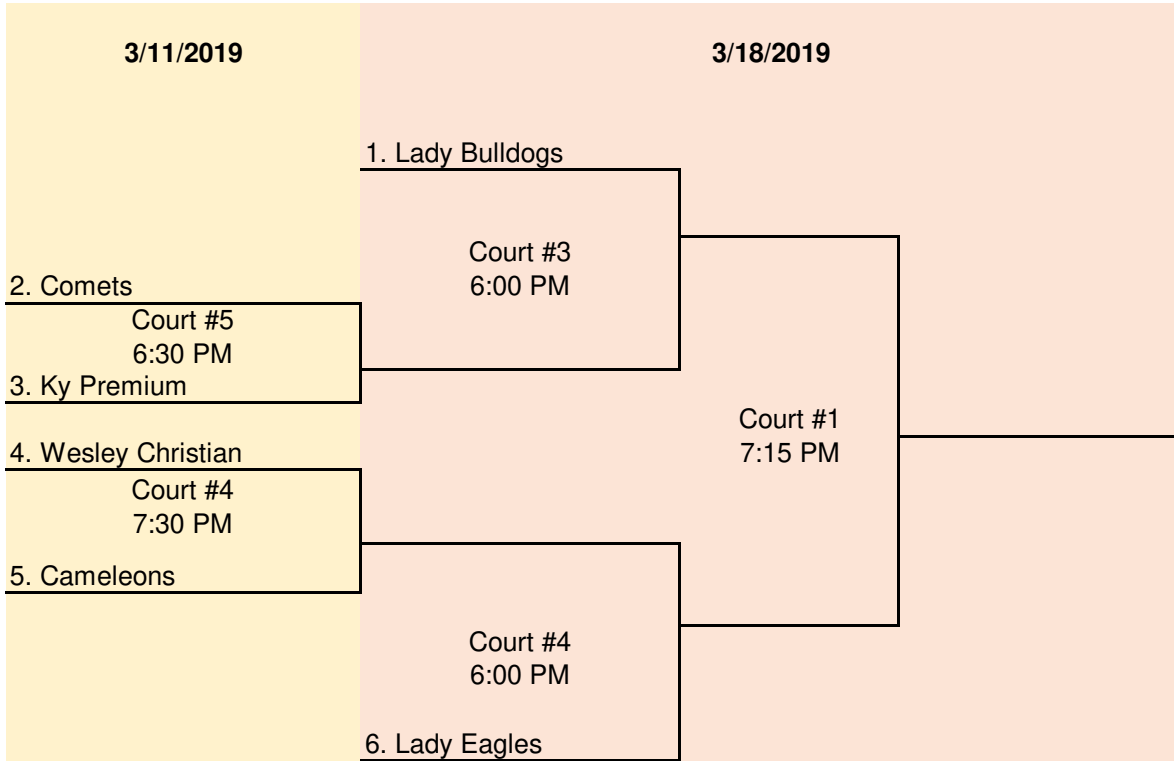 3/11/2019
3/18/2019
1. Lady Bulldogs
Court #3
6:00 PM
2. Comets
Court #5
6:30 PM
3. Ky Premium
Court #1
7:15 PM
4. Wesley Christian
Court #4
7:30 PM
5. Cameleons
Court #4
6:00 PM
6. Lady Eagles